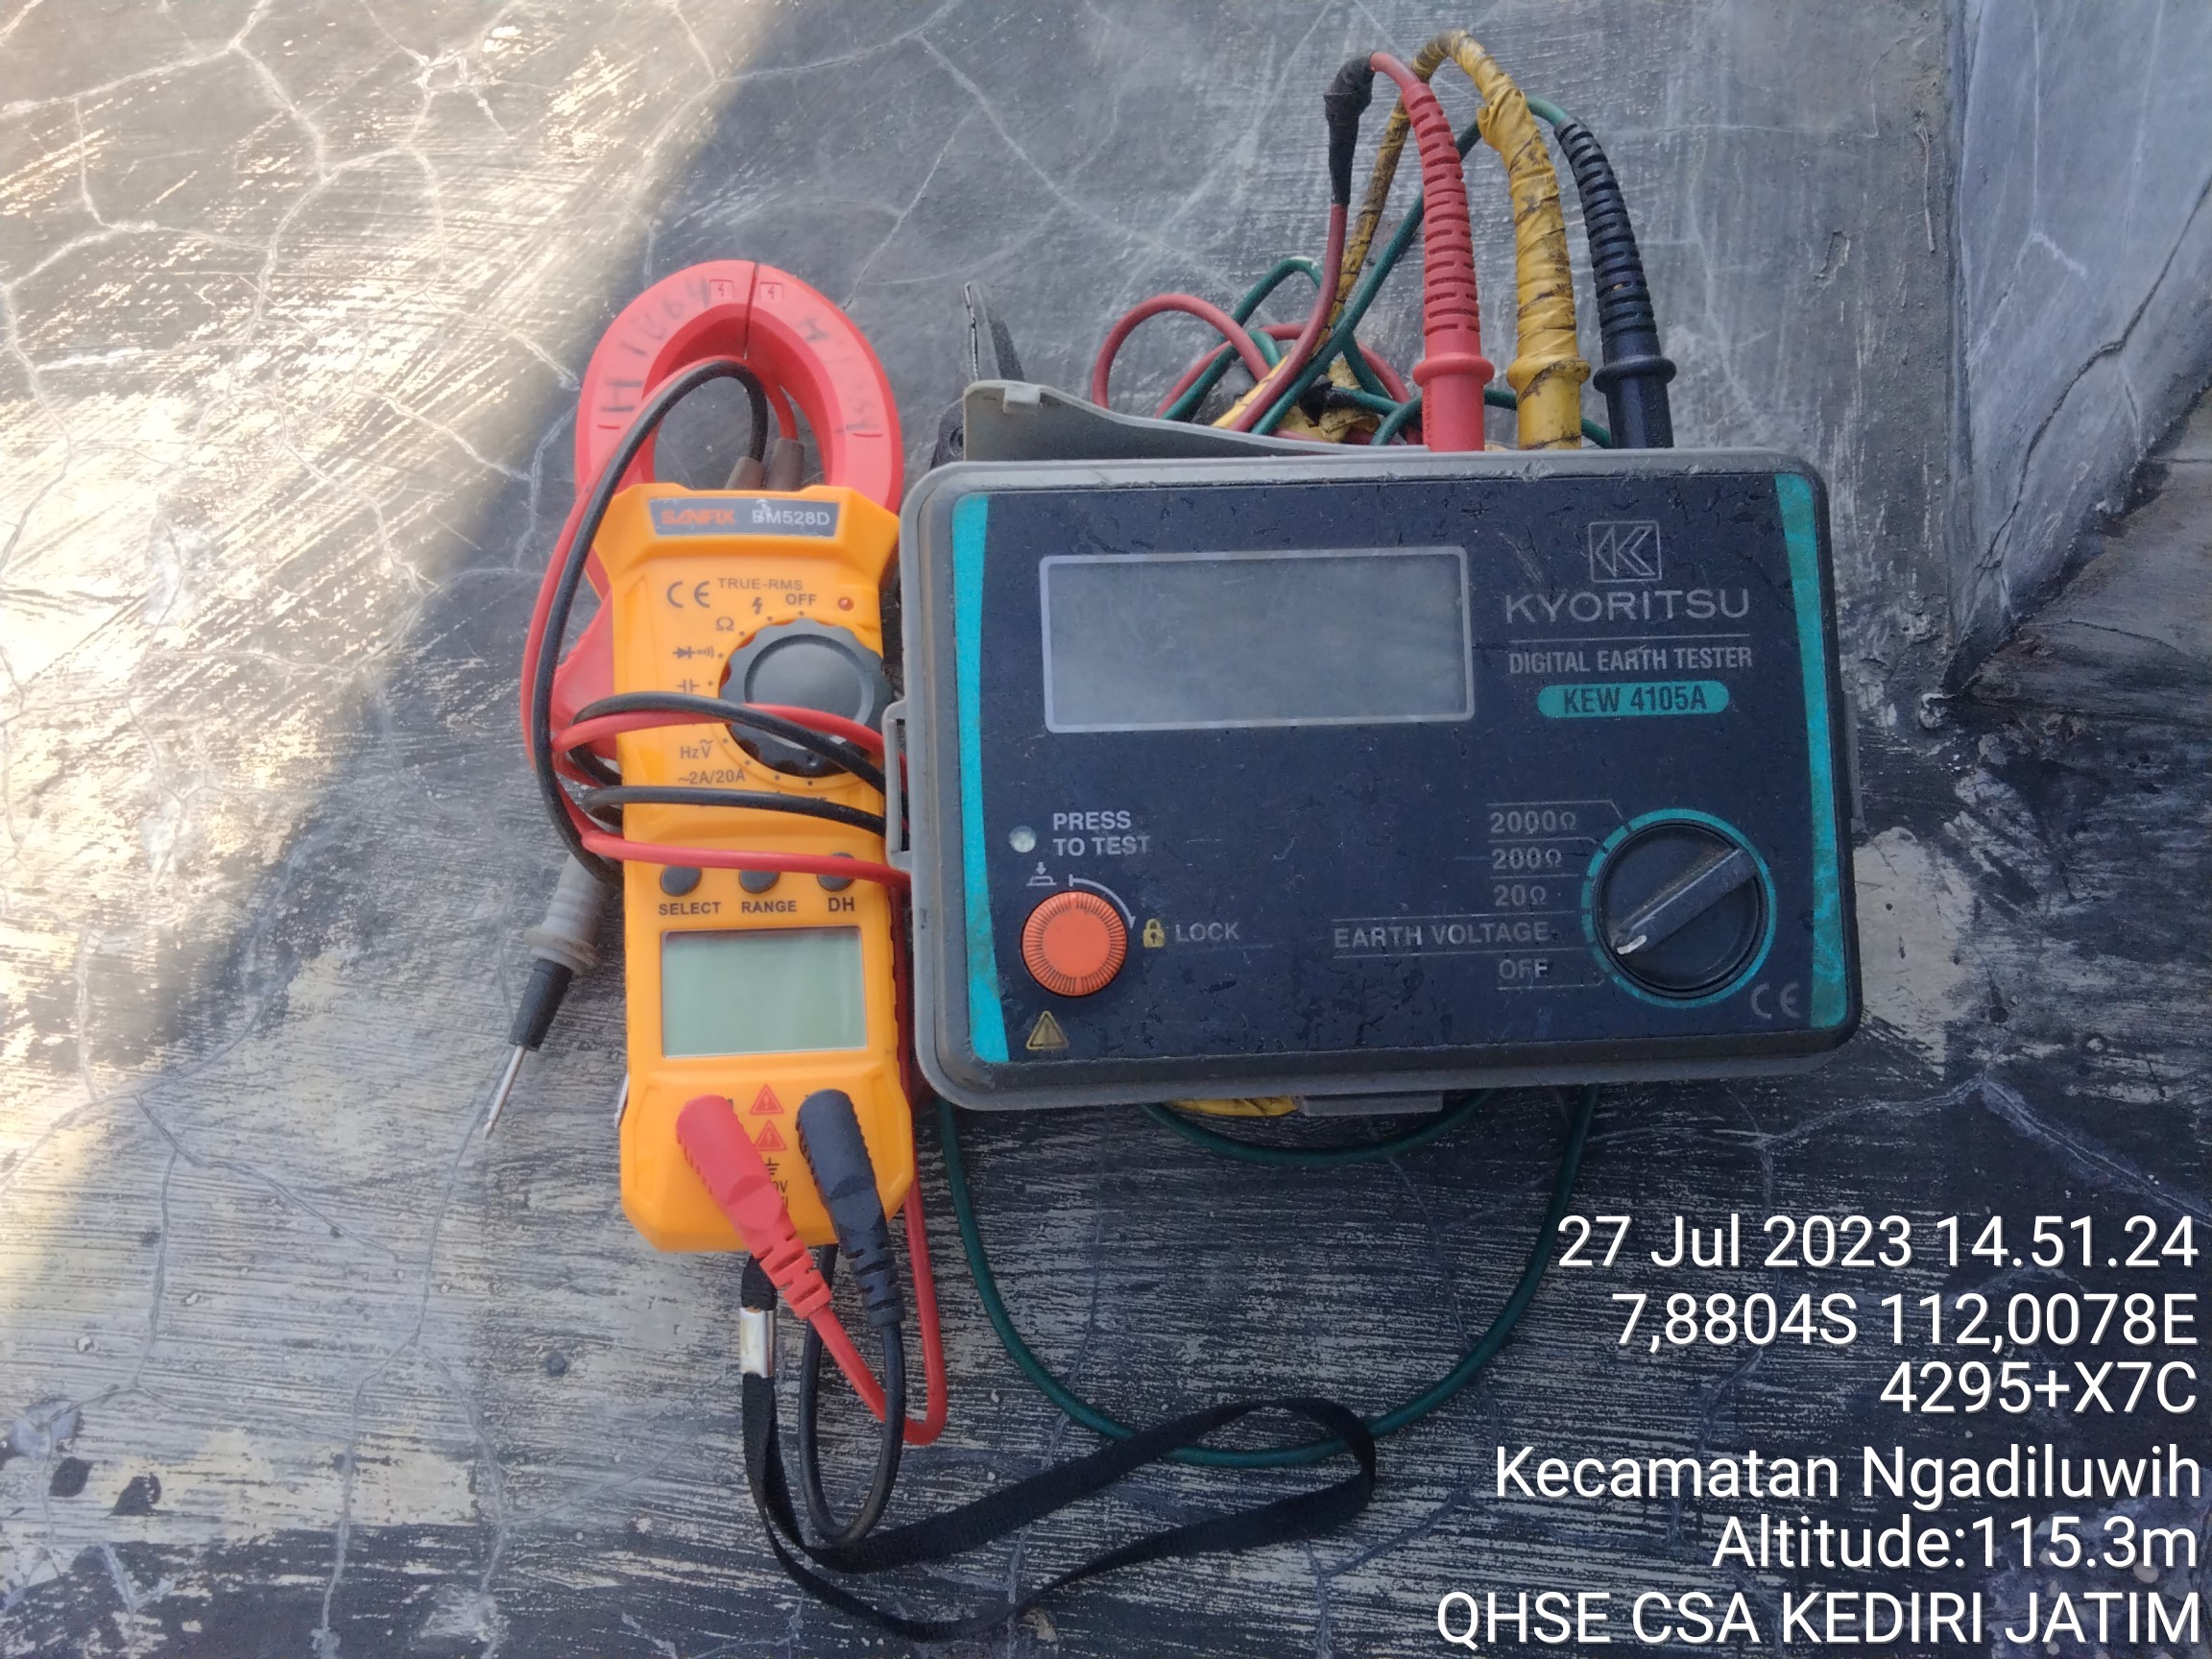 SANFIX BM528D
CE TRUE-RMS
OFF
Ω
HzṼ
~2A/20A
SELECT RANGE DH
KYORITSU
DIGITAL EARTH TESTER
KEW 4105A
PRESS
TO TEST
LOCK
2000Ω
200Ω
20Ω
EARTH VOLTAGE
OFF
CE
27 Jul 2023 14.51.24
7,8804S 112,0078E
4295+X7C
Kecamatan Ngadiluwih
Altitude:115.3m
QHSE CSA KEDIRI JATIM